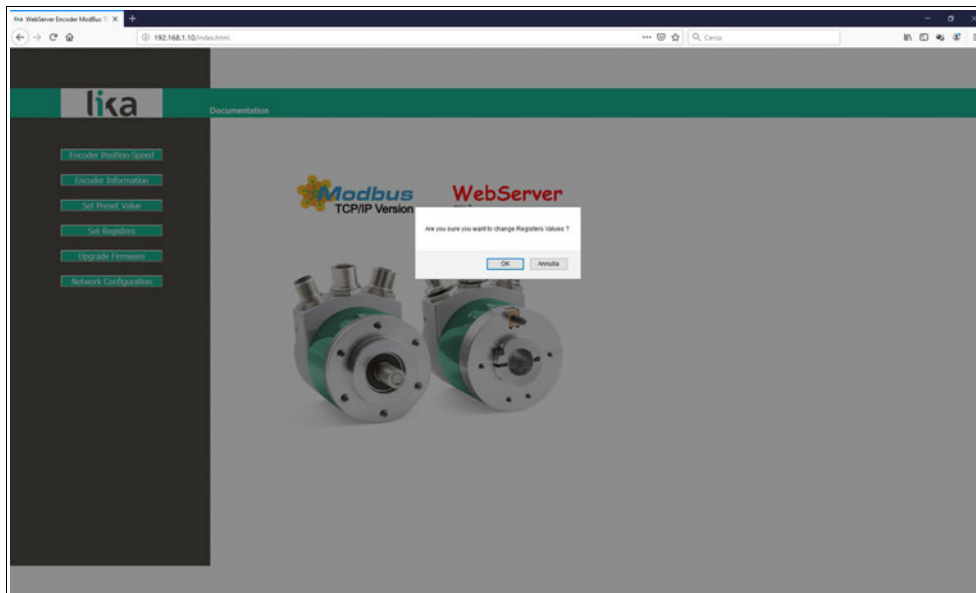 lika WebServer Encoder ModBus T
192.168.1.10/index.html
Cerca
lika
Documentation
Encoder Position-Speed
Encoder Information
Set Preset Value
Set Registers
Upgrade Firmware
Network Configuration
Modbus
TCP/IP Version
WebServer
Are you sure you want to change Registers Values ?
OK
Annulla